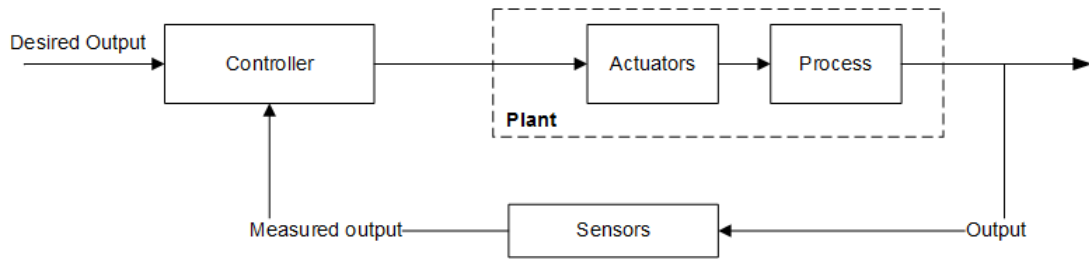 Desired Output
Controller
Actuators
Process
Plant
Measured output
Sensors
Output